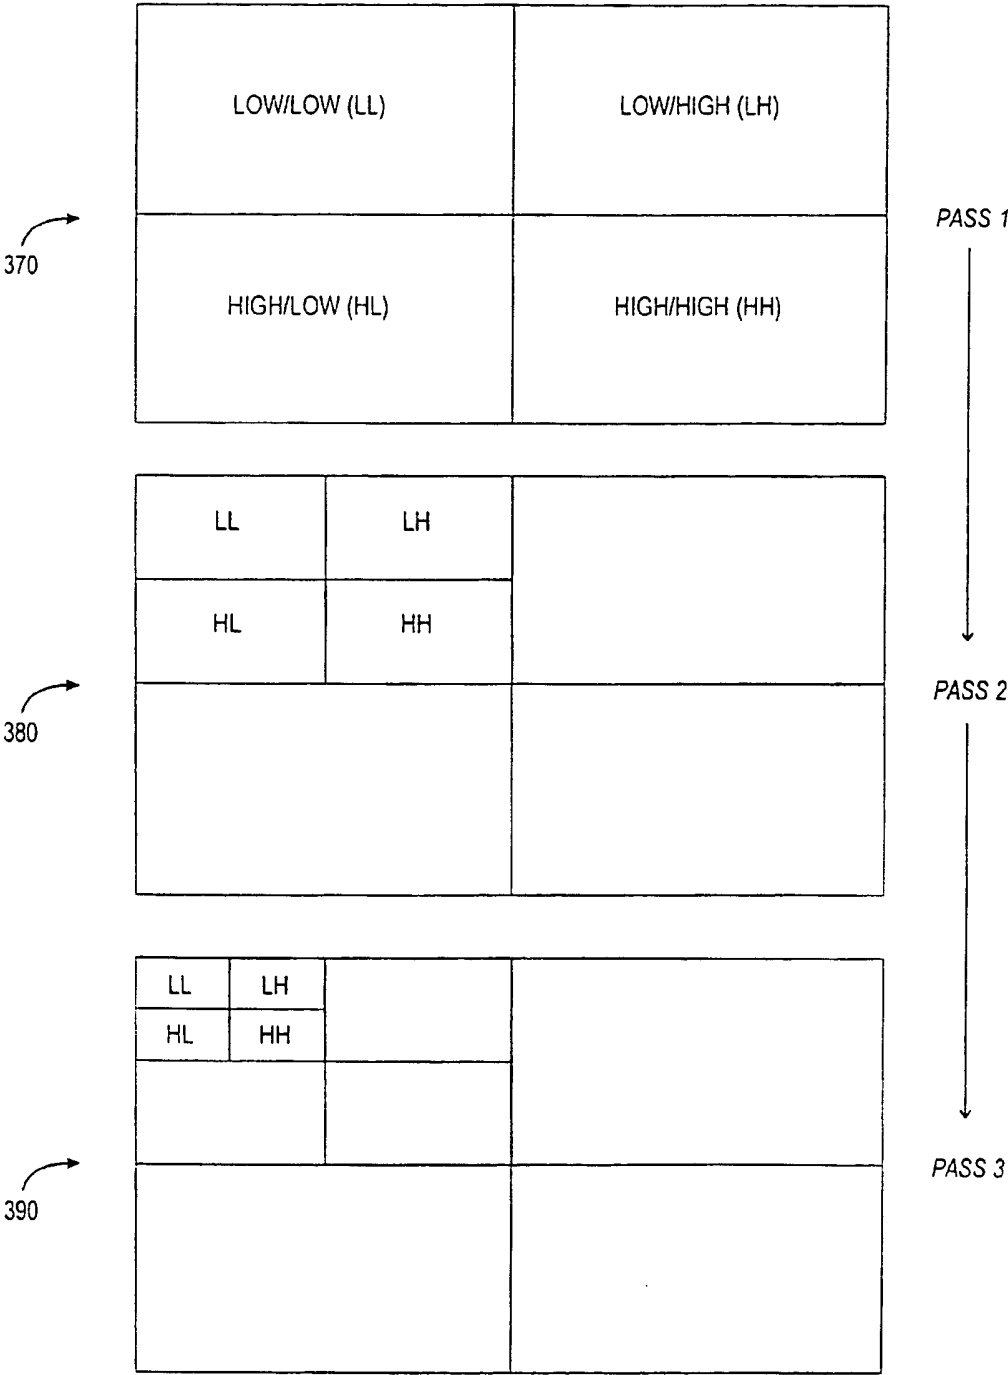 LOW/LOW (LL)
LOW/HIGH (LH)
370
PASS 1
HIGH/LOW (HL)
HIGH/HIGH (HH)
LL
LH
HL
HH
380
PASS 2
LL
LH
HL
HH
390
PASS 3